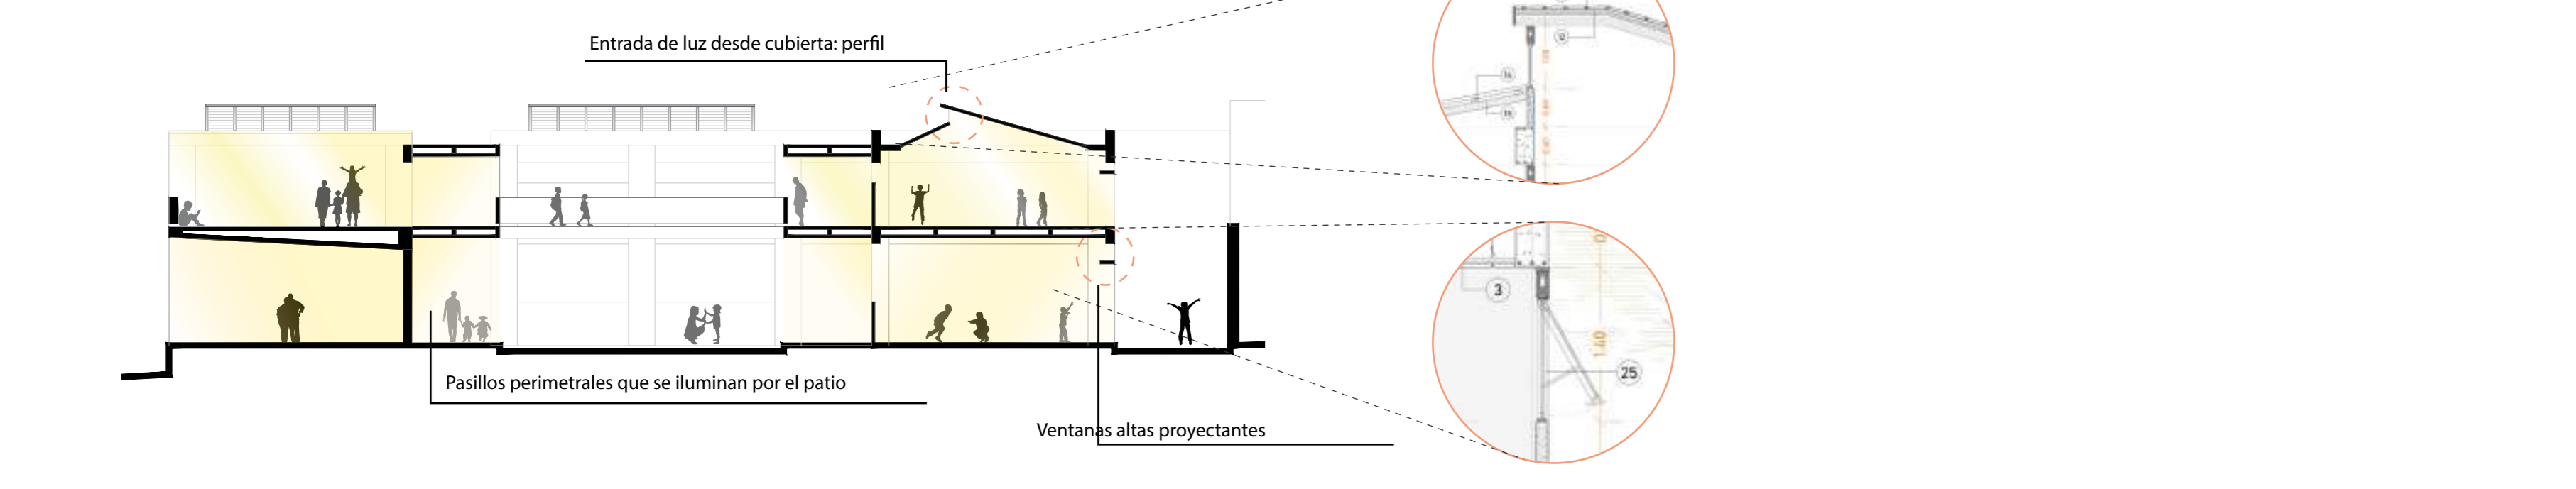 Entrada de luz desde cubierta: perfil
Pasillos perimetrales que se iluminan por el patio
Ventanas altas proyectantes
3
1.40
25